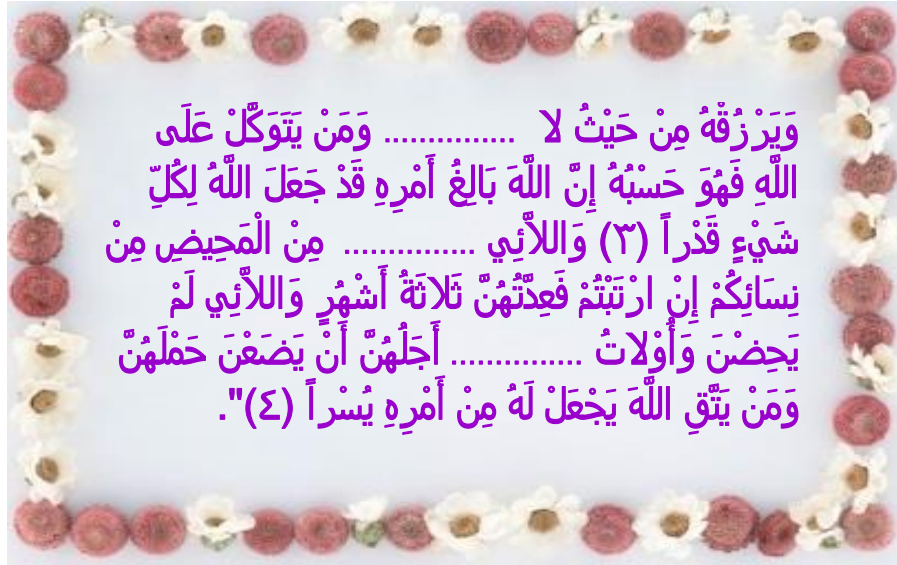 وَيَرْزُقْهُ مِنْ حَيْثُ لا ............... وَمَنْ يَتَوَكَّلْ عَلَى
اللَّهِ فَهُوَ حَسْبُهُ إِنَّ اللَّهَ بَالِغُ أَمْرِهِ قَدْ جَعَلَ اللَّهُ لِكُلِّ
شَيْءٍ قَدْراً (٣) وَاللاَّئِي ............... مِنْ الْمَحِيضِ مِنْ
نِسَائِكُمْ إِنْ ارْتَبْتُمْ فَعِدَّتُهُنَّ ثَلاثَةُ أَشْهُرٍ وَاللاَّئِي لَمْ
يَحِضْنَ وَأُوْلاتُ ............... أَجَلُهُنَّ أَنْ يَضَعْنَ حَمْلَهُنَّ
وَمَنْ يَتَّقِ اللَّهَ يَجْعَلْ لَهُ مِنْ أَمْرِهِ يُسْراً (٤)".